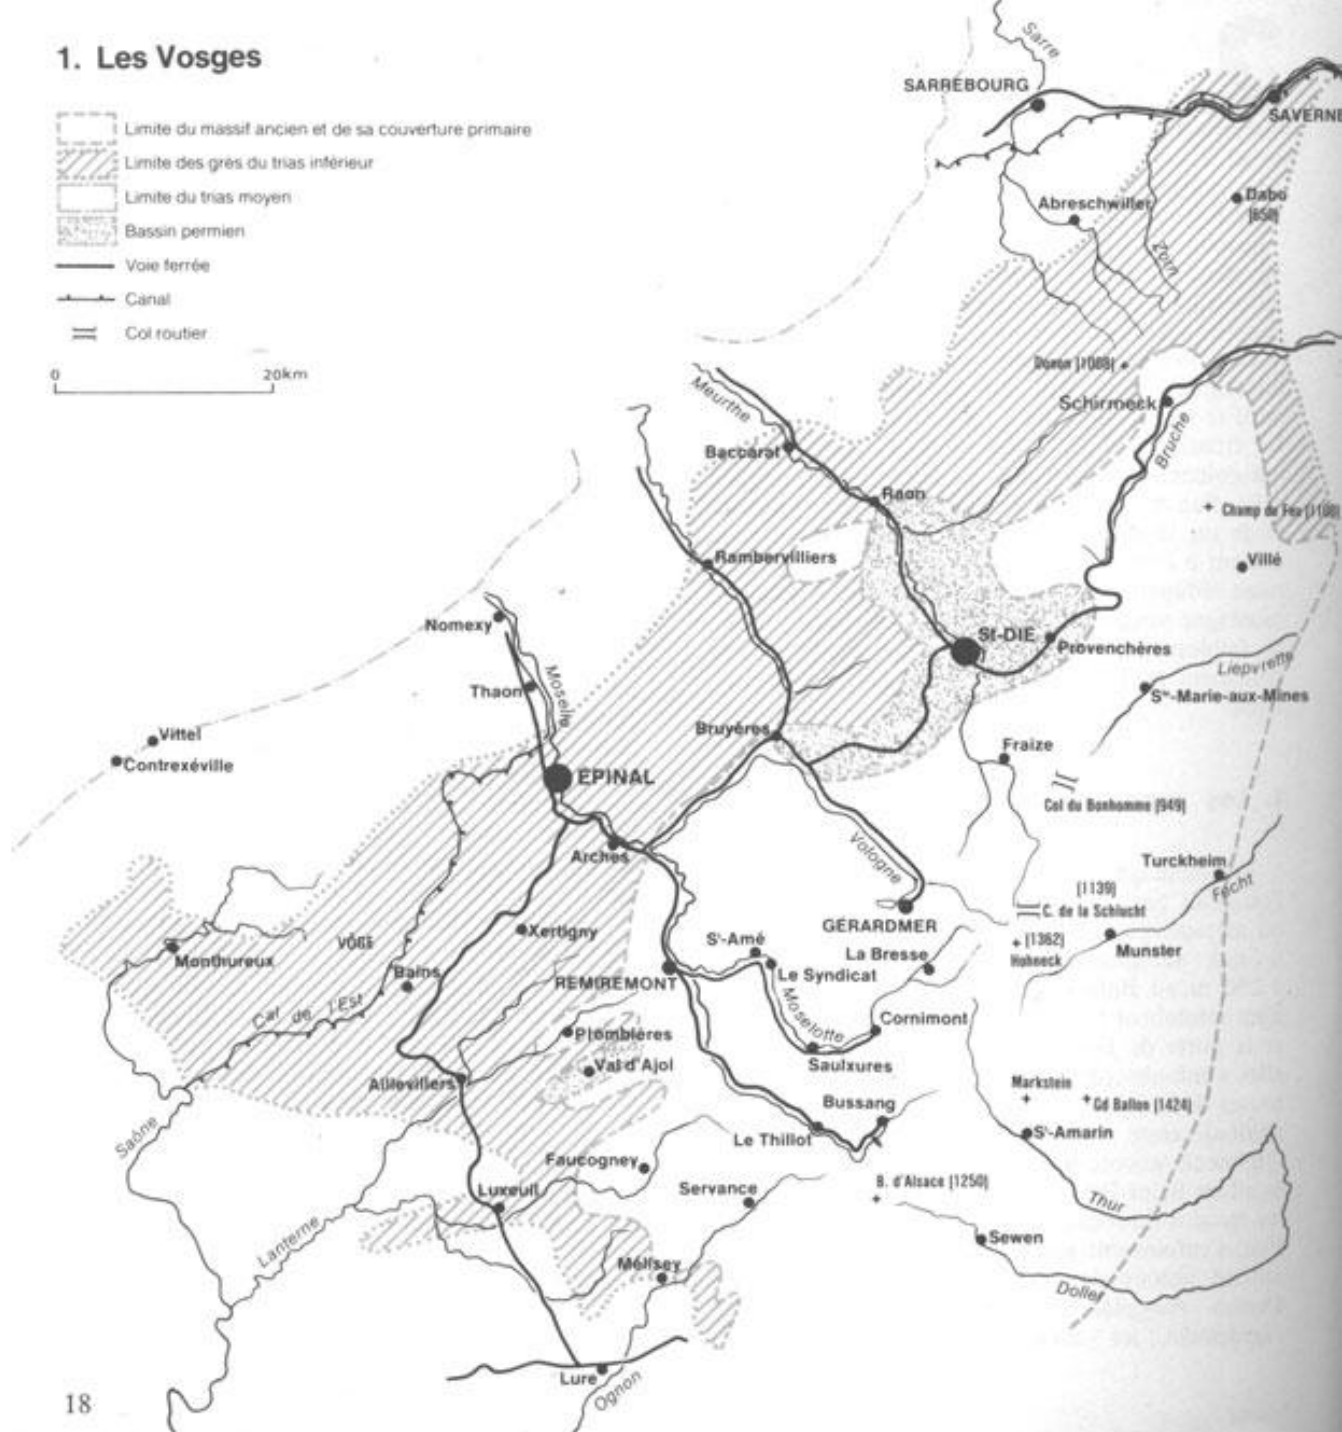 1. Les Vosges
Limite du massif ancien et de sa couverture primaire
Limite des grès du trias inférieur
Limite du trias moyen
Bassin permien
Voie ferrée
Canal
Col routier
0 20km
Sarre
SARREBOURG
SAVERNE
Abreschwiller
Dabo
(650)
Zorn
Donon (1008)
Schirmeck
Meurthe
Bruche
Baccarat
Raon
Champ du Feu (1100)
Rambervilliers
Villé
Nomexy
St-DIE
Provenchères
Liepvrette
Thaon
Moselle
Ste-Marie-aux-Mines
Vittel
Bruyères
Fraize
Contrexéville
EPINAL
Col du Bonhomme (949)
Arches
Vologne
Turckheim
(1139)
Fecht
C. de la Schlucht
GÉRARDMER
VÔGE
Xertigny
St-Amé
La Bresse
(1362)
Hohneck
Munster
Monthureux
Bains
REMIREMONT
Le Syndicat
Cal de l'Est
Moselotte
Cornimont
Plombières
Val d'Ajol
Saulxures
Aillevillers
Markstein
Gd Ballon (1424)
Bussang
Saône
Le Thillot
St-Amarin
Faucogney
Luxeuil
Servance
B. d'Alsace (1250)
Thur
Lanterne
Sewen
Mélisey
Doller
Lure
Ognon
18